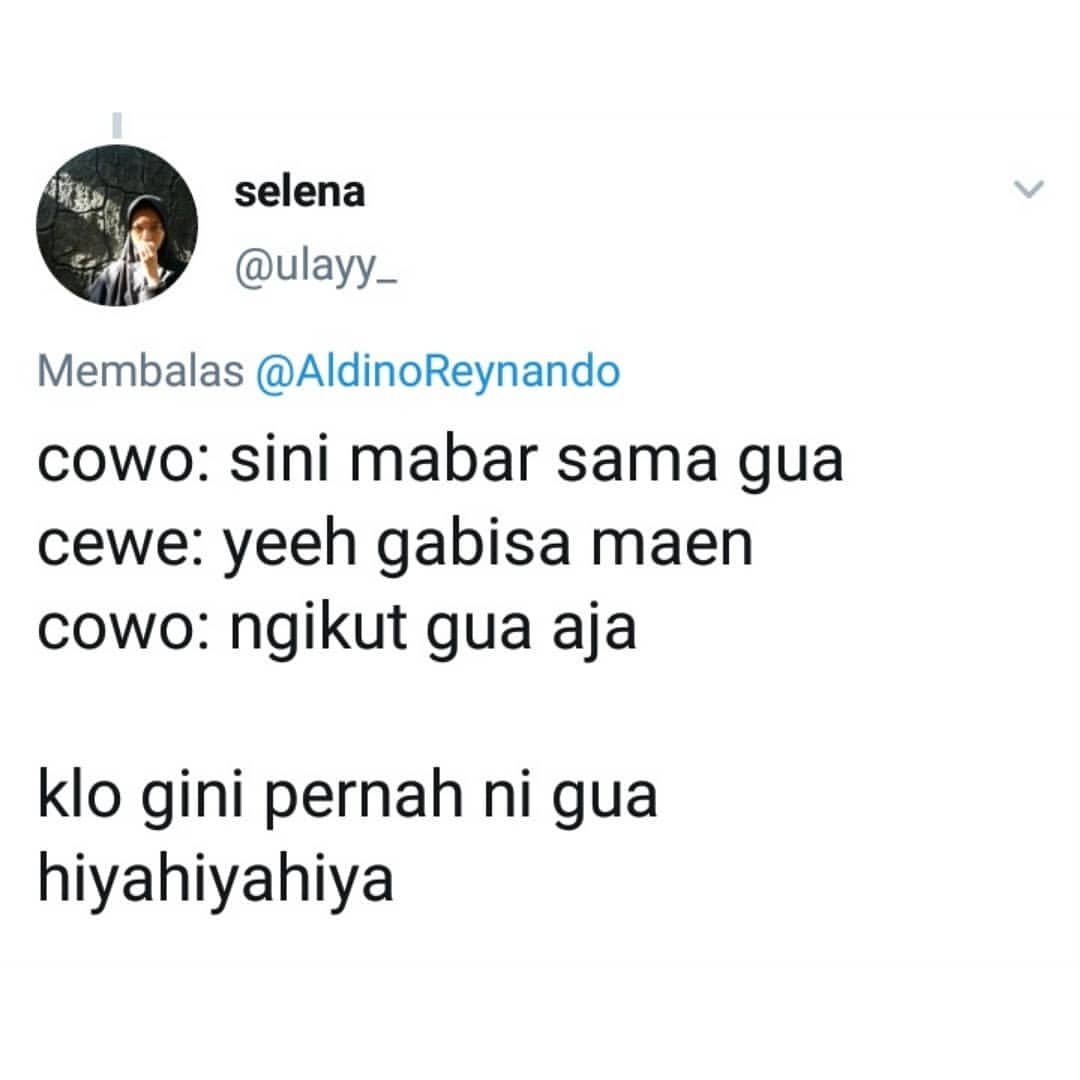 selena
@ulayy_
Membalas @AldinoReynando
cowo: sini mabar sama gua
cewe: yeeh gabisa maen
cowo: ngikut gua aja
klo gini pernah ni gua
hiyahiyahiya